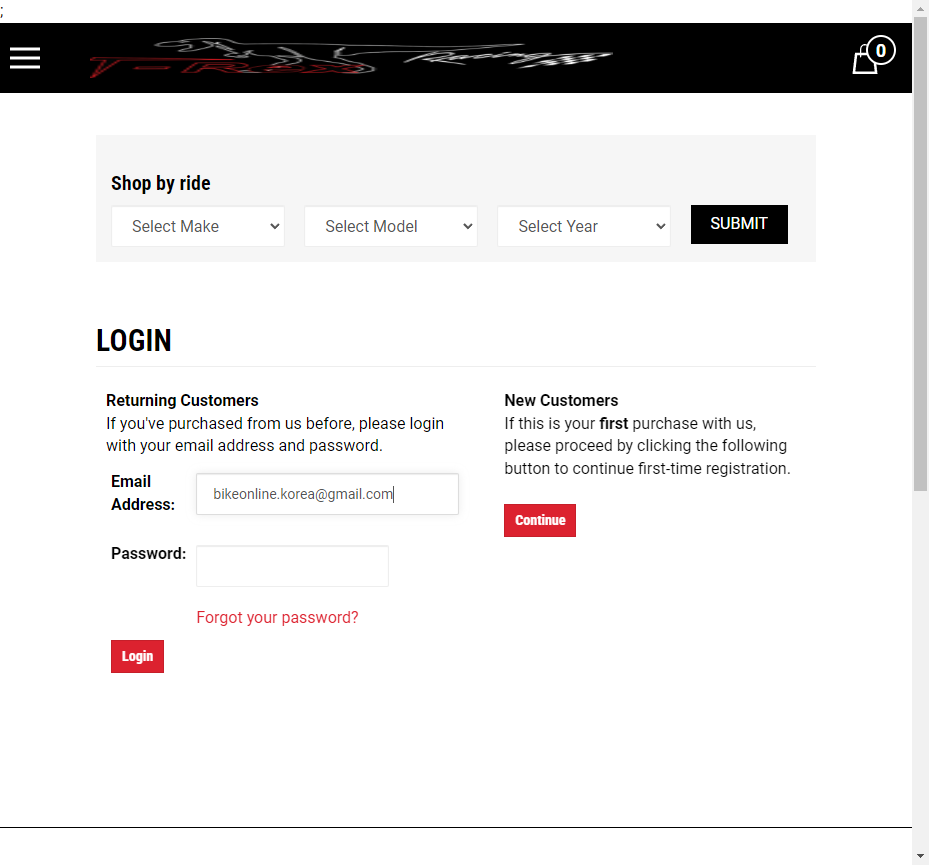 ;
T-Rex Racing
0
Shop by ride
Select Make
Select Model
Select Year
SUBMIT
LOGIN
Returning Customers
If you've purchased from us before, please login
with your email address and password.
Email
Address:
bikeonline.korea@gmail.com
Password:
Forgot your password?
Login
New Customers
If this is your first purchase with us,
please proceed by clicking the following
button to continue first-time registration.
Continue